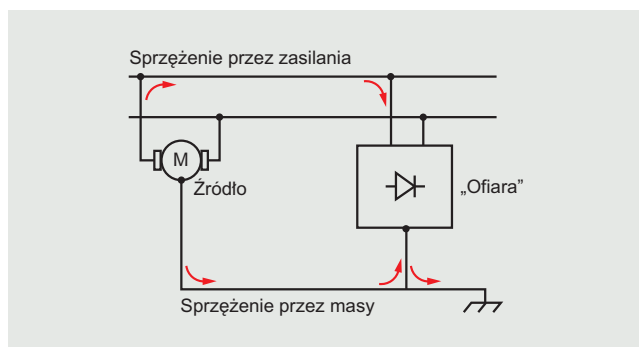 Sprzężenie przez zasilania
M
Źródło
„Ofiara”
Sprzężenie przez masy